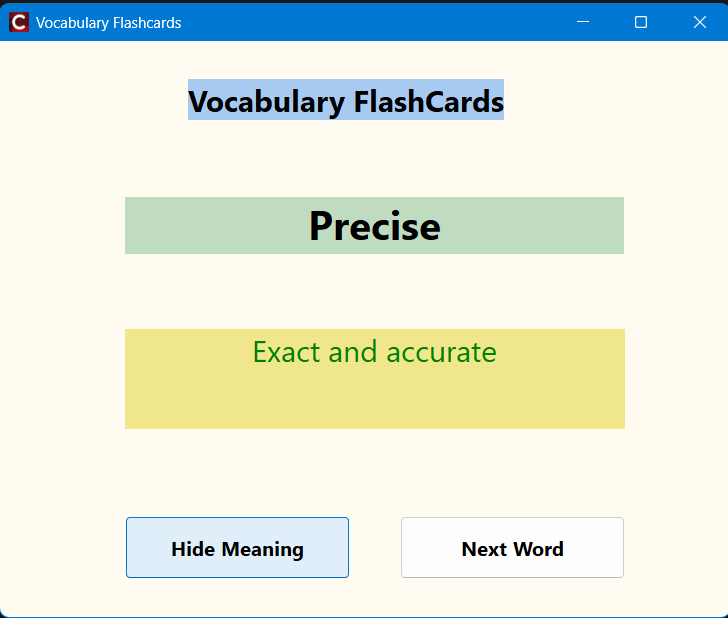 Vocabulary Flashcards
Vocabulary FlashCards
Precise
Exact and accurate
Hide Meaning
Next Word